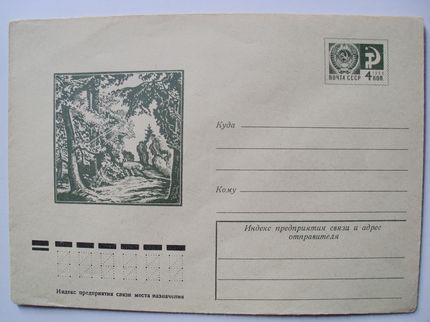 ПОЧТА СССР
4 КОП.
Куда
Кому
Индекс предприятия связи и адрес
отправителя
Индекс предприятия связи места назначения